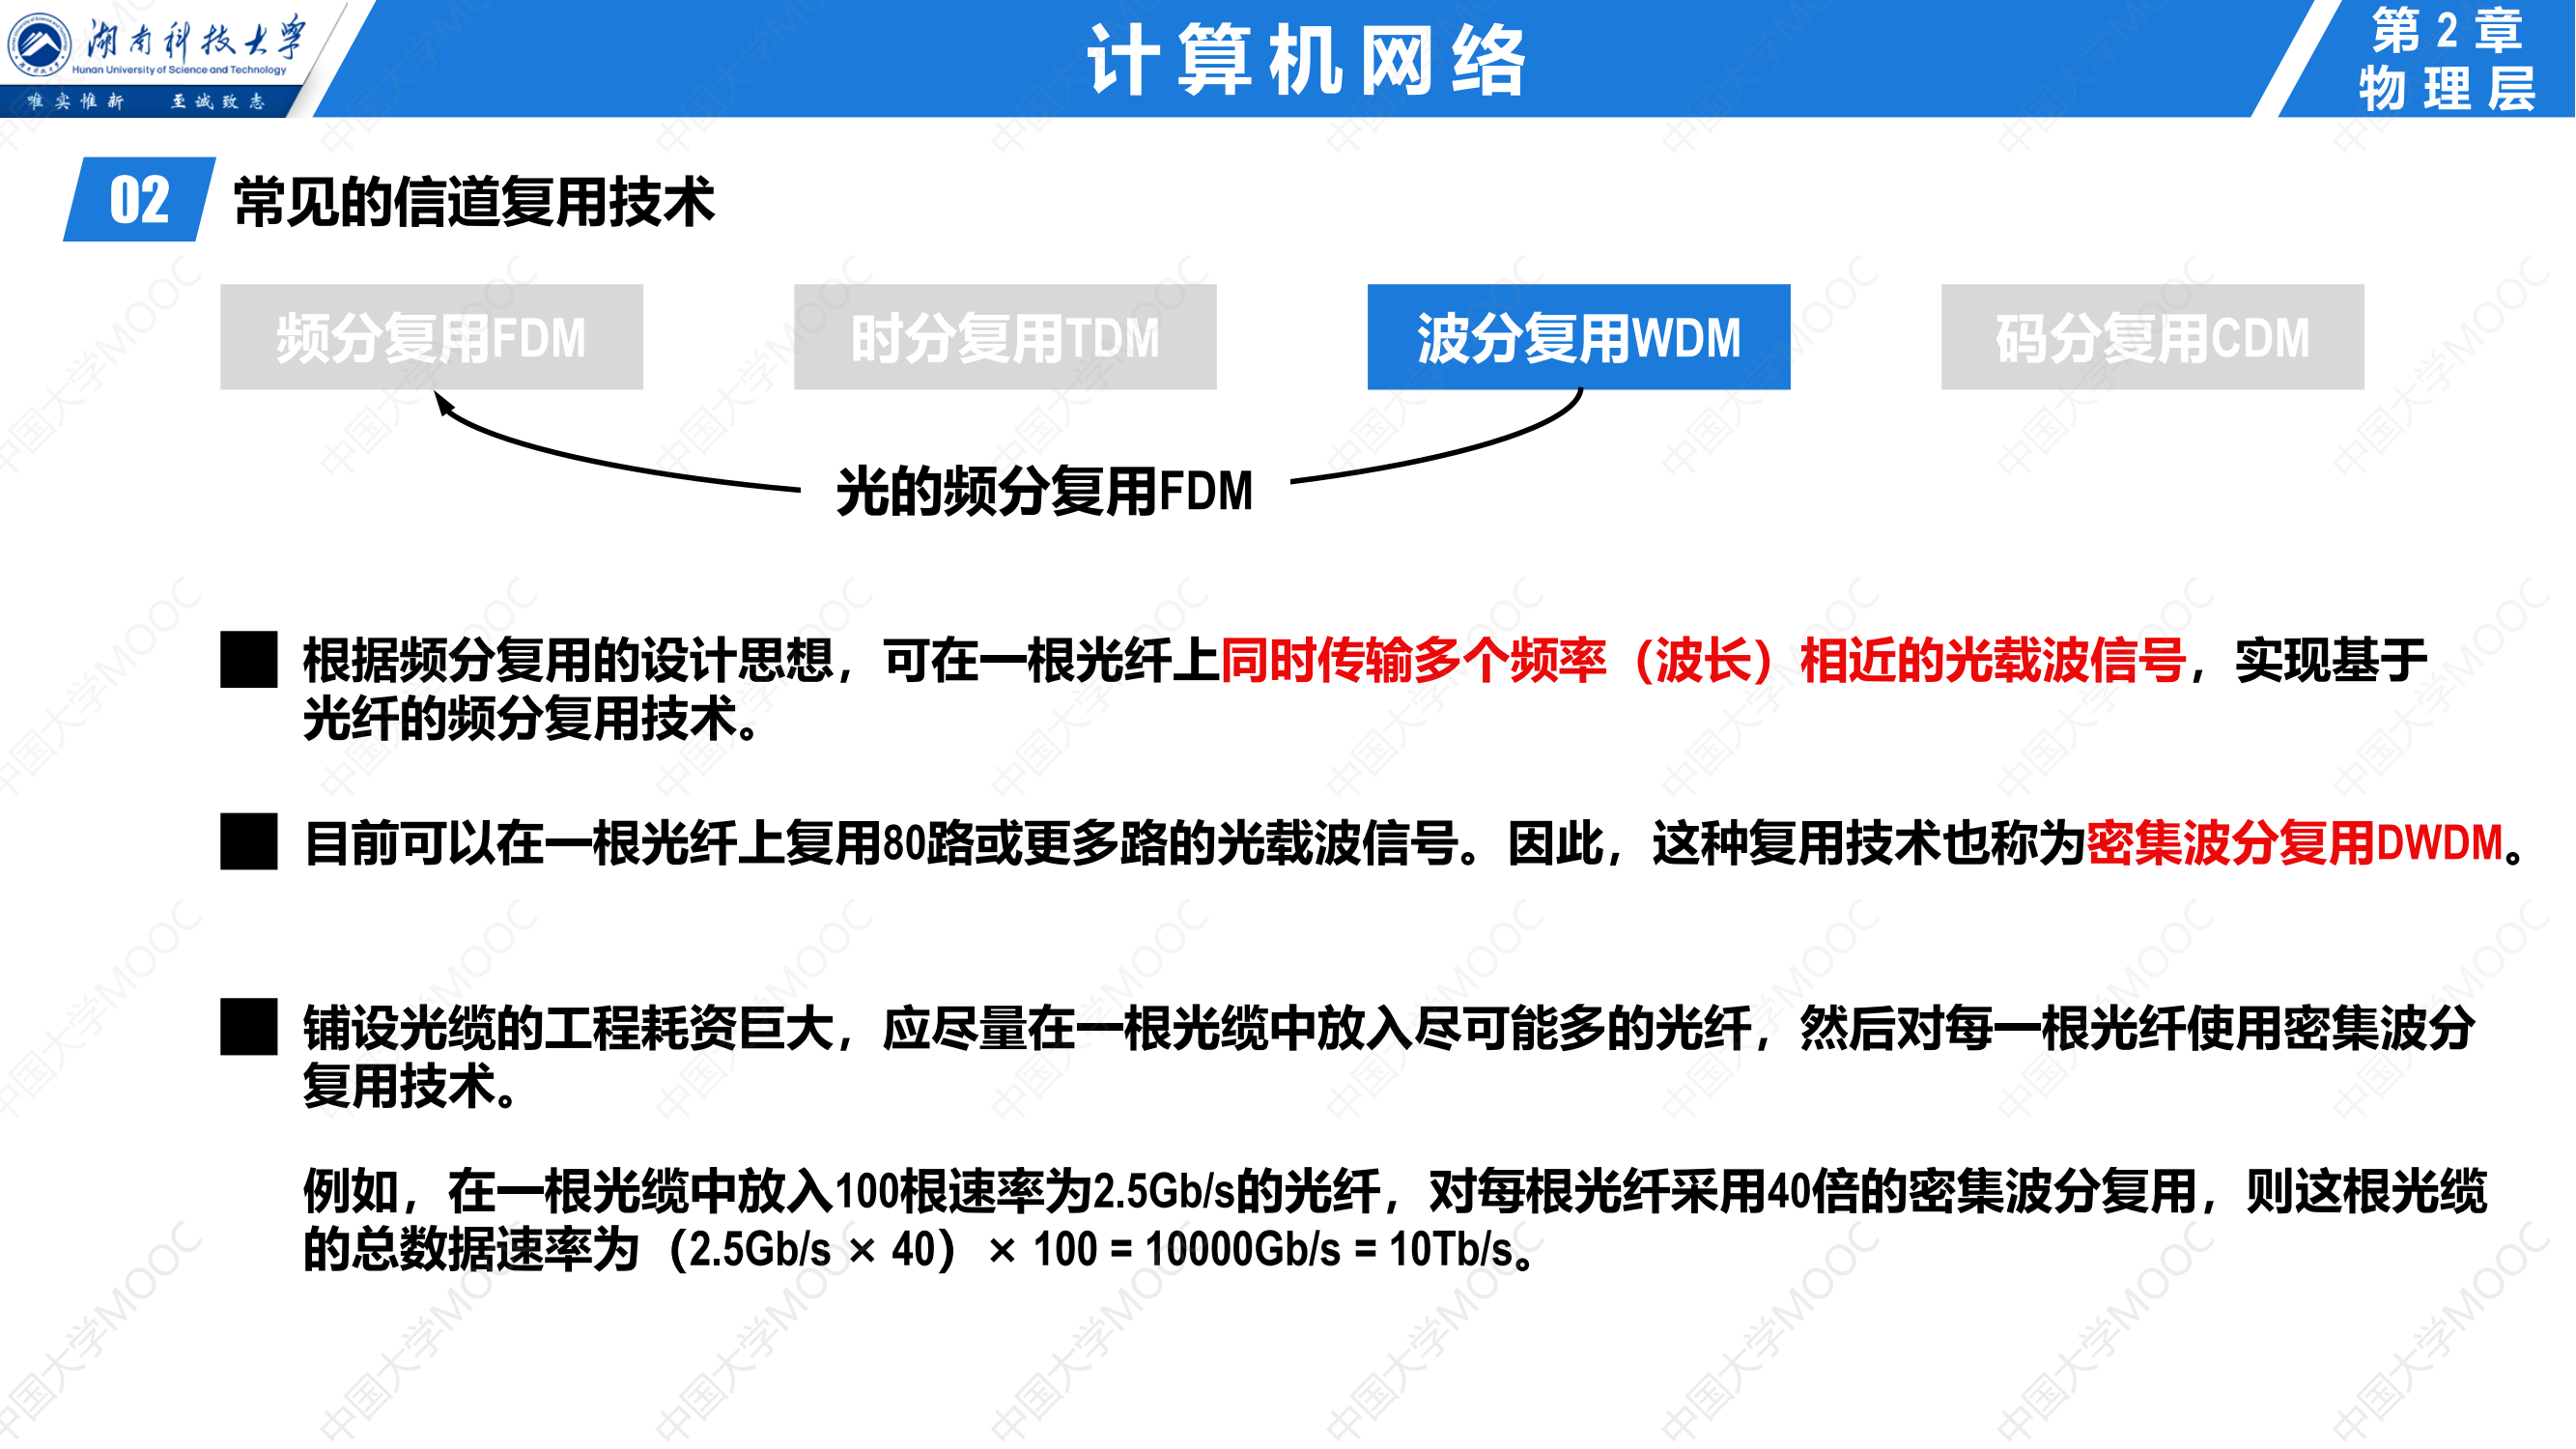 湖南科技大学
Hunan University of Science and Technology
唯实惟新 至诚致志
计算机网络
第2章
物理层
02 常见的信道复用技术
频分复用FDM 时分复用TDM 波分复用WDM 码分复用CDM
光的频分复用FDM
根据频分复用的设计思想，可在一根光纤上同时传输多个频率（波长）相近的光载波信号，实现基于
光纤的频分复用技术。
目前可以在一根光纤上复用80路或更多路的光载波信号。因此，这种复用技术也称为密集波分复用DWDM。
铺设光缆的工程耗资巨大，应尽量在一根光缆中放入尽可能多的光纤，然后对每一根光纤使用密集波分
复用技术。
例如，在一根光缆中放入100根速率为2.5Gb/s的光纤，对每根光纤采用40倍的密集波分复用，则这根光缆
的总数据速率为（2.5Gb/s × 40）× 100 = 10000Gb/s = 10Tb/s。
中国大学MOOC